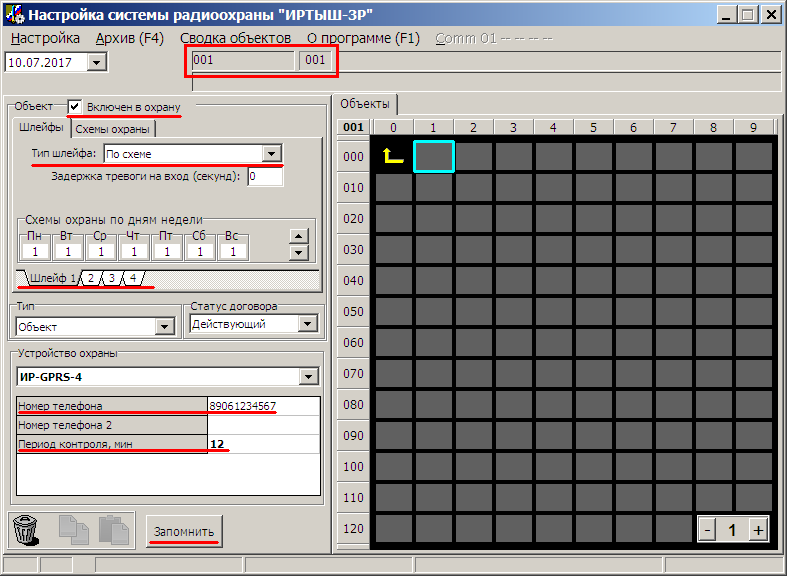 Настройка системы радиоохраны "ИРТЫШ-3Р"
Настройка Архив (F4) Сводка объектов О программе (F1) Comm 01 -- -- -- --
10.07.2017 001 001
Объект Включен в охрану
Шлейфы Схемы охраны
Тип шлейфа: По схеме
Задержка тревоги на вход (секунд): 0
Схемы охраны по дням недели
Пн Вт Ср Чт Пт Сб Вс
1 1 1 1 1 1 1
Шлейф 1 2 3 4
Тип Статус договора
Объект Действующий
Устройство охраны
ИР-GPRS-4
Номер телефона 89061234567
Номер телефона 2
Период контроля, мин 12
Запомнить
Объекты
001 0 1 2 3 4 5 6 7 8 9
000
010
020
030
040
050
060
070
080
090
100
110
120
- 1 +